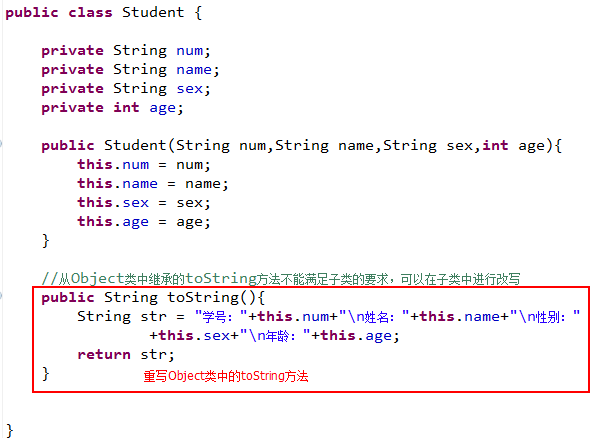 public class Student {
private String num;
private String name;
private String sex;
private int age;
public Student(String num,String name,String sex,int age){
this.num = num;
this.name = name;
this.sex = sex;
this.age = age;
}
//从Object类中继承的toString方法不能满足子类的要求，可以在子类中进行改写
public String toString(){
String str = "学号："+this.num+"\n姓名："+this.name+"\n性别："
+this.sex+"\n年龄："+this.age;
return str;
}
重写Object类中的toString方法
}